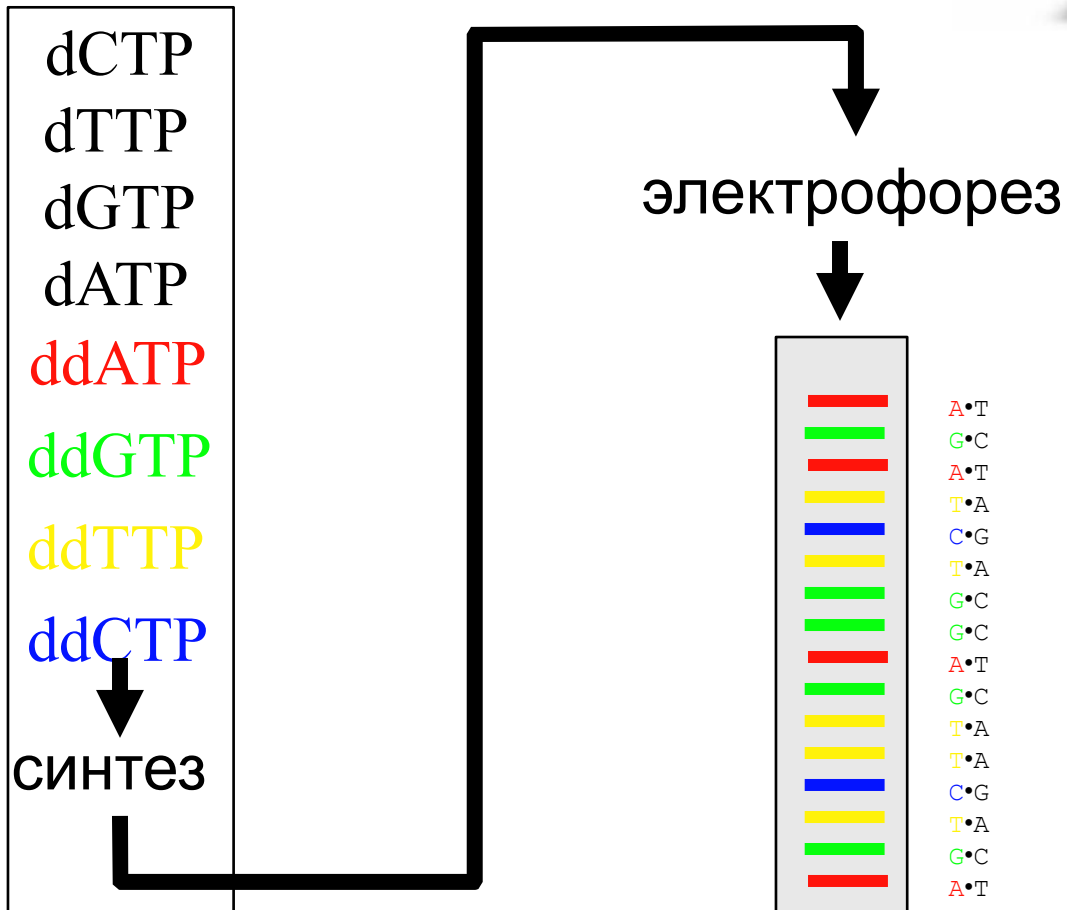 dCTP
dTTP
dGTP
dATP
ddATP
ddGTP
ddTTP
ddCTP
синтез
электрофорез
A•T
G•C
A•T
T•A
C•G
T•A
G•C
G•C
A•T
G•C
T•A
T•A
C•G
T•A
G•C
A•T